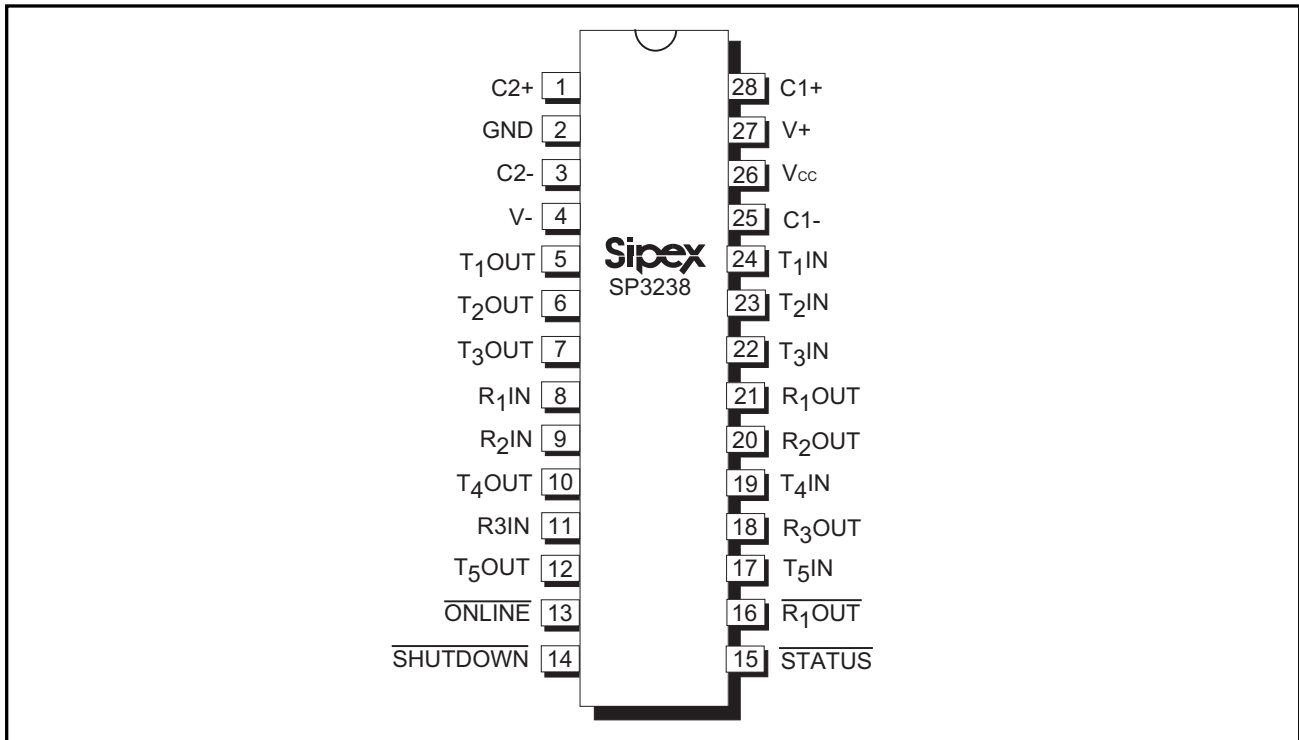 C2+ 1 28 C1+
GND 2 27 V+
C2- 3 26 Vcc
V- 4 25 C1-
T1OUT 5 24 T1IN
Sipex
SP3238
T2OUT 6 23 T2IN
T3OUT 7 22 T3IN
R1IN 8 21 R1OUT
R2IN 9 20 R2OUT
T4OUT 10 19 T4IN
R3IN 11 18 R3OUT
T5OUT 12 17 T5IN
ONLINE 13 16 R1OUT
SHUTDOWN 14 15 STATUS